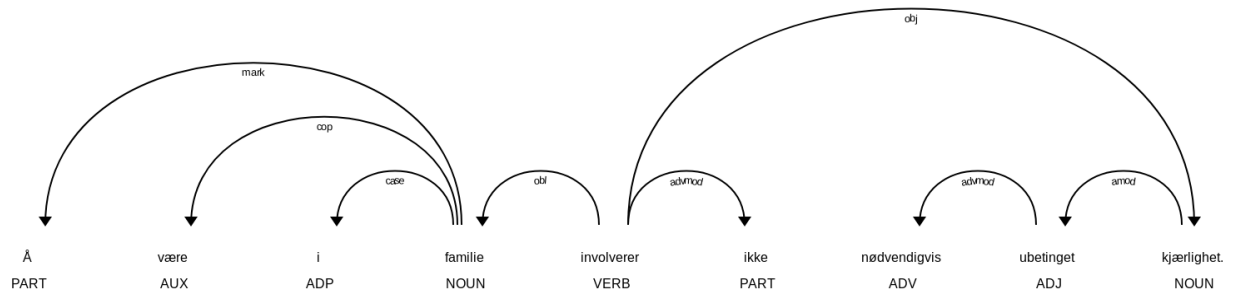 obj
mark
cop
case obl advmod advmod amod
Å være i familie involverer ikke nødvendigvis ubetinget kjærlighet.
PART AUX ADP NOUN VERB PART ADV ADJ NOUN